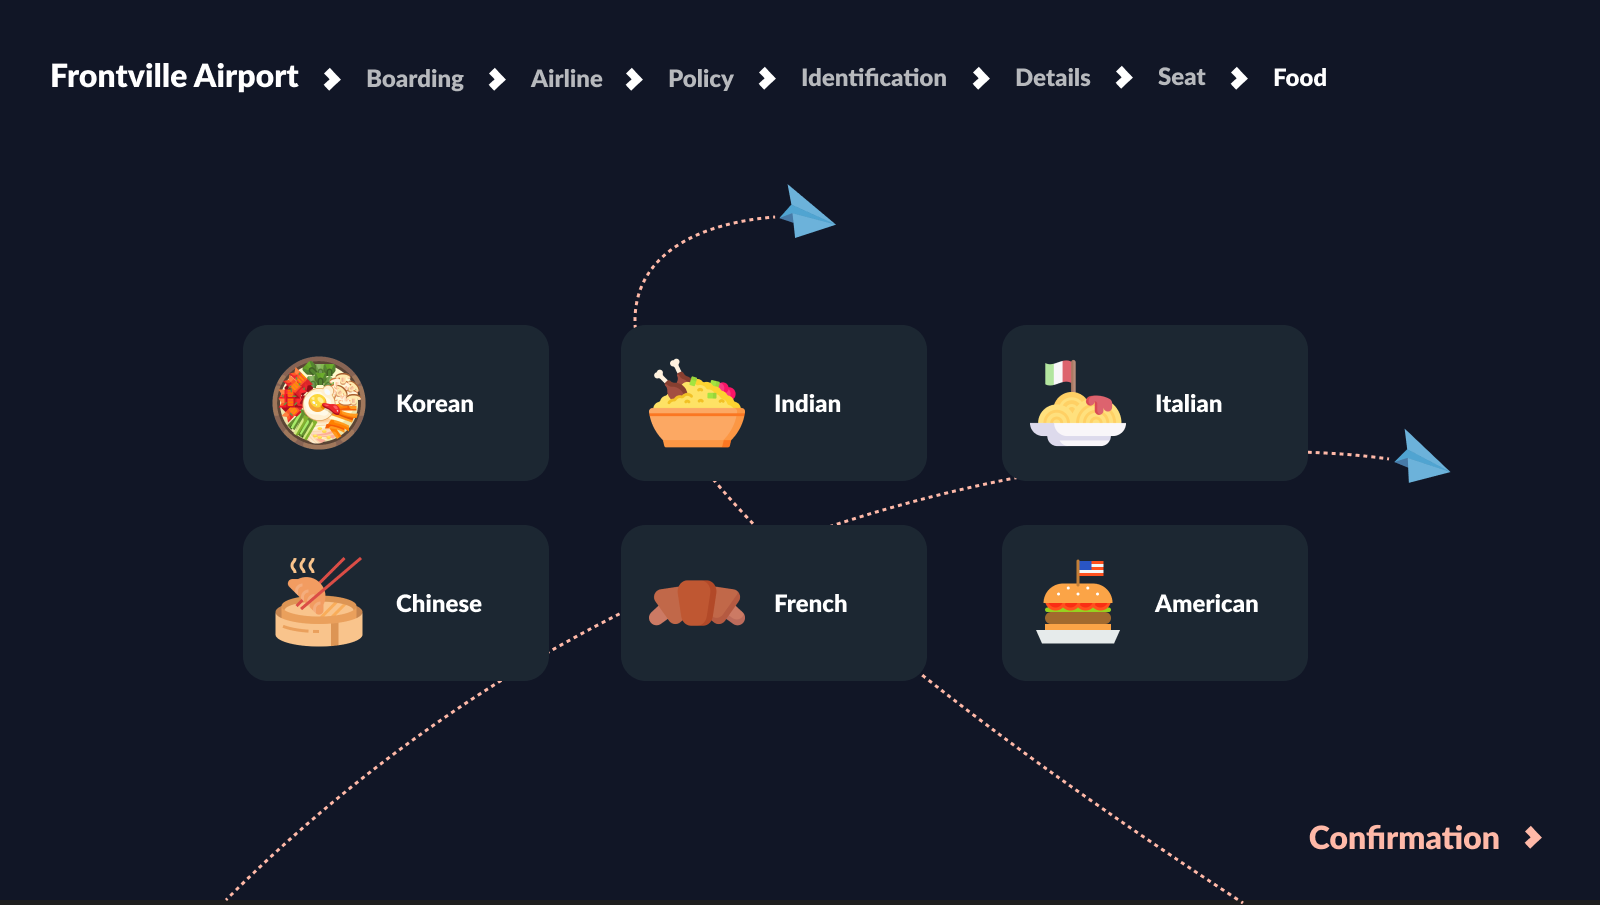 Frontville Airport Boarding Airline Policy Identification Details Seat Food
Korean Indian Italian
Chinese French American
Confirmation